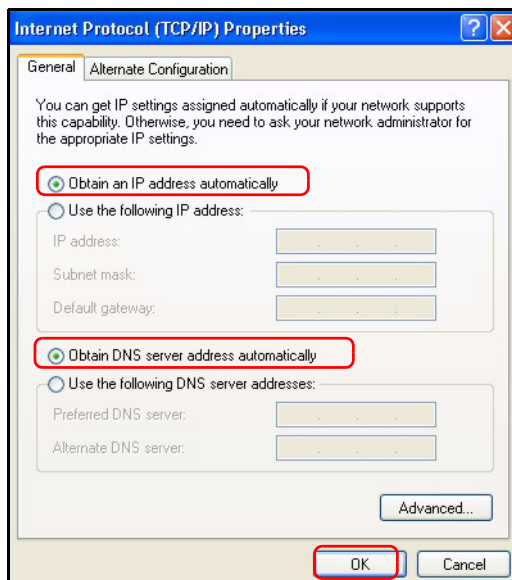 Internet Protocol (TCP/IP) Properties
General
Alternate Configuration
You can get IP settings assigned automatically if your network supports
this capability. Otherwise, you need to ask your network administrator for
the appropriate IP settings.
Obtain an IP address automatically
Use the following IP address:
IP address:
Subnet mask:
Default gateway:
Obtain DNS server address automatically
Use the following DNS server addresses:
Preferred DNS server:
Alternate DNS server:
Advanced...
OK
Cancel